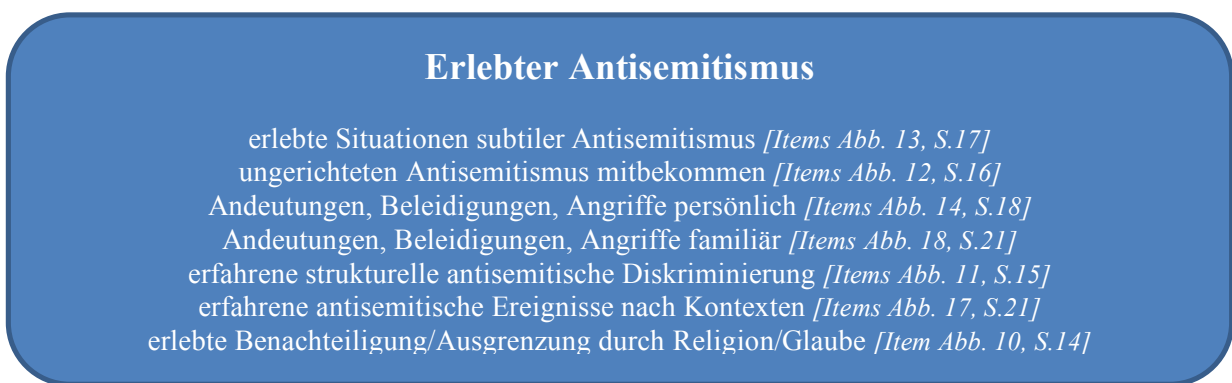 Erlebter Antisemitismus
erlebte Situationen subtiler Antisemitismus [Items Abb. 13, S.17]
ungerichteten Antisemitismus mitbekommen [Items Abb. 12, S.16]
Andeutungen, Beleidigungen, Angriffe persönlich [Items Abb. 14, S.18]
Andeutungen, Beleidigungen, Angriffe familiär [Items Abb. 18, S.21]
erfahrene strukturelle antisemitische Diskriminierung [Items Abb. 11, S.15]
erfahrene antisemitische Ereignisse nach Kontexten [Items Abb. 17, S.21]
erlebte Benachteiligung/Ausgrenzung durch Religion/Glaube [Item Abb. 10, S.14]